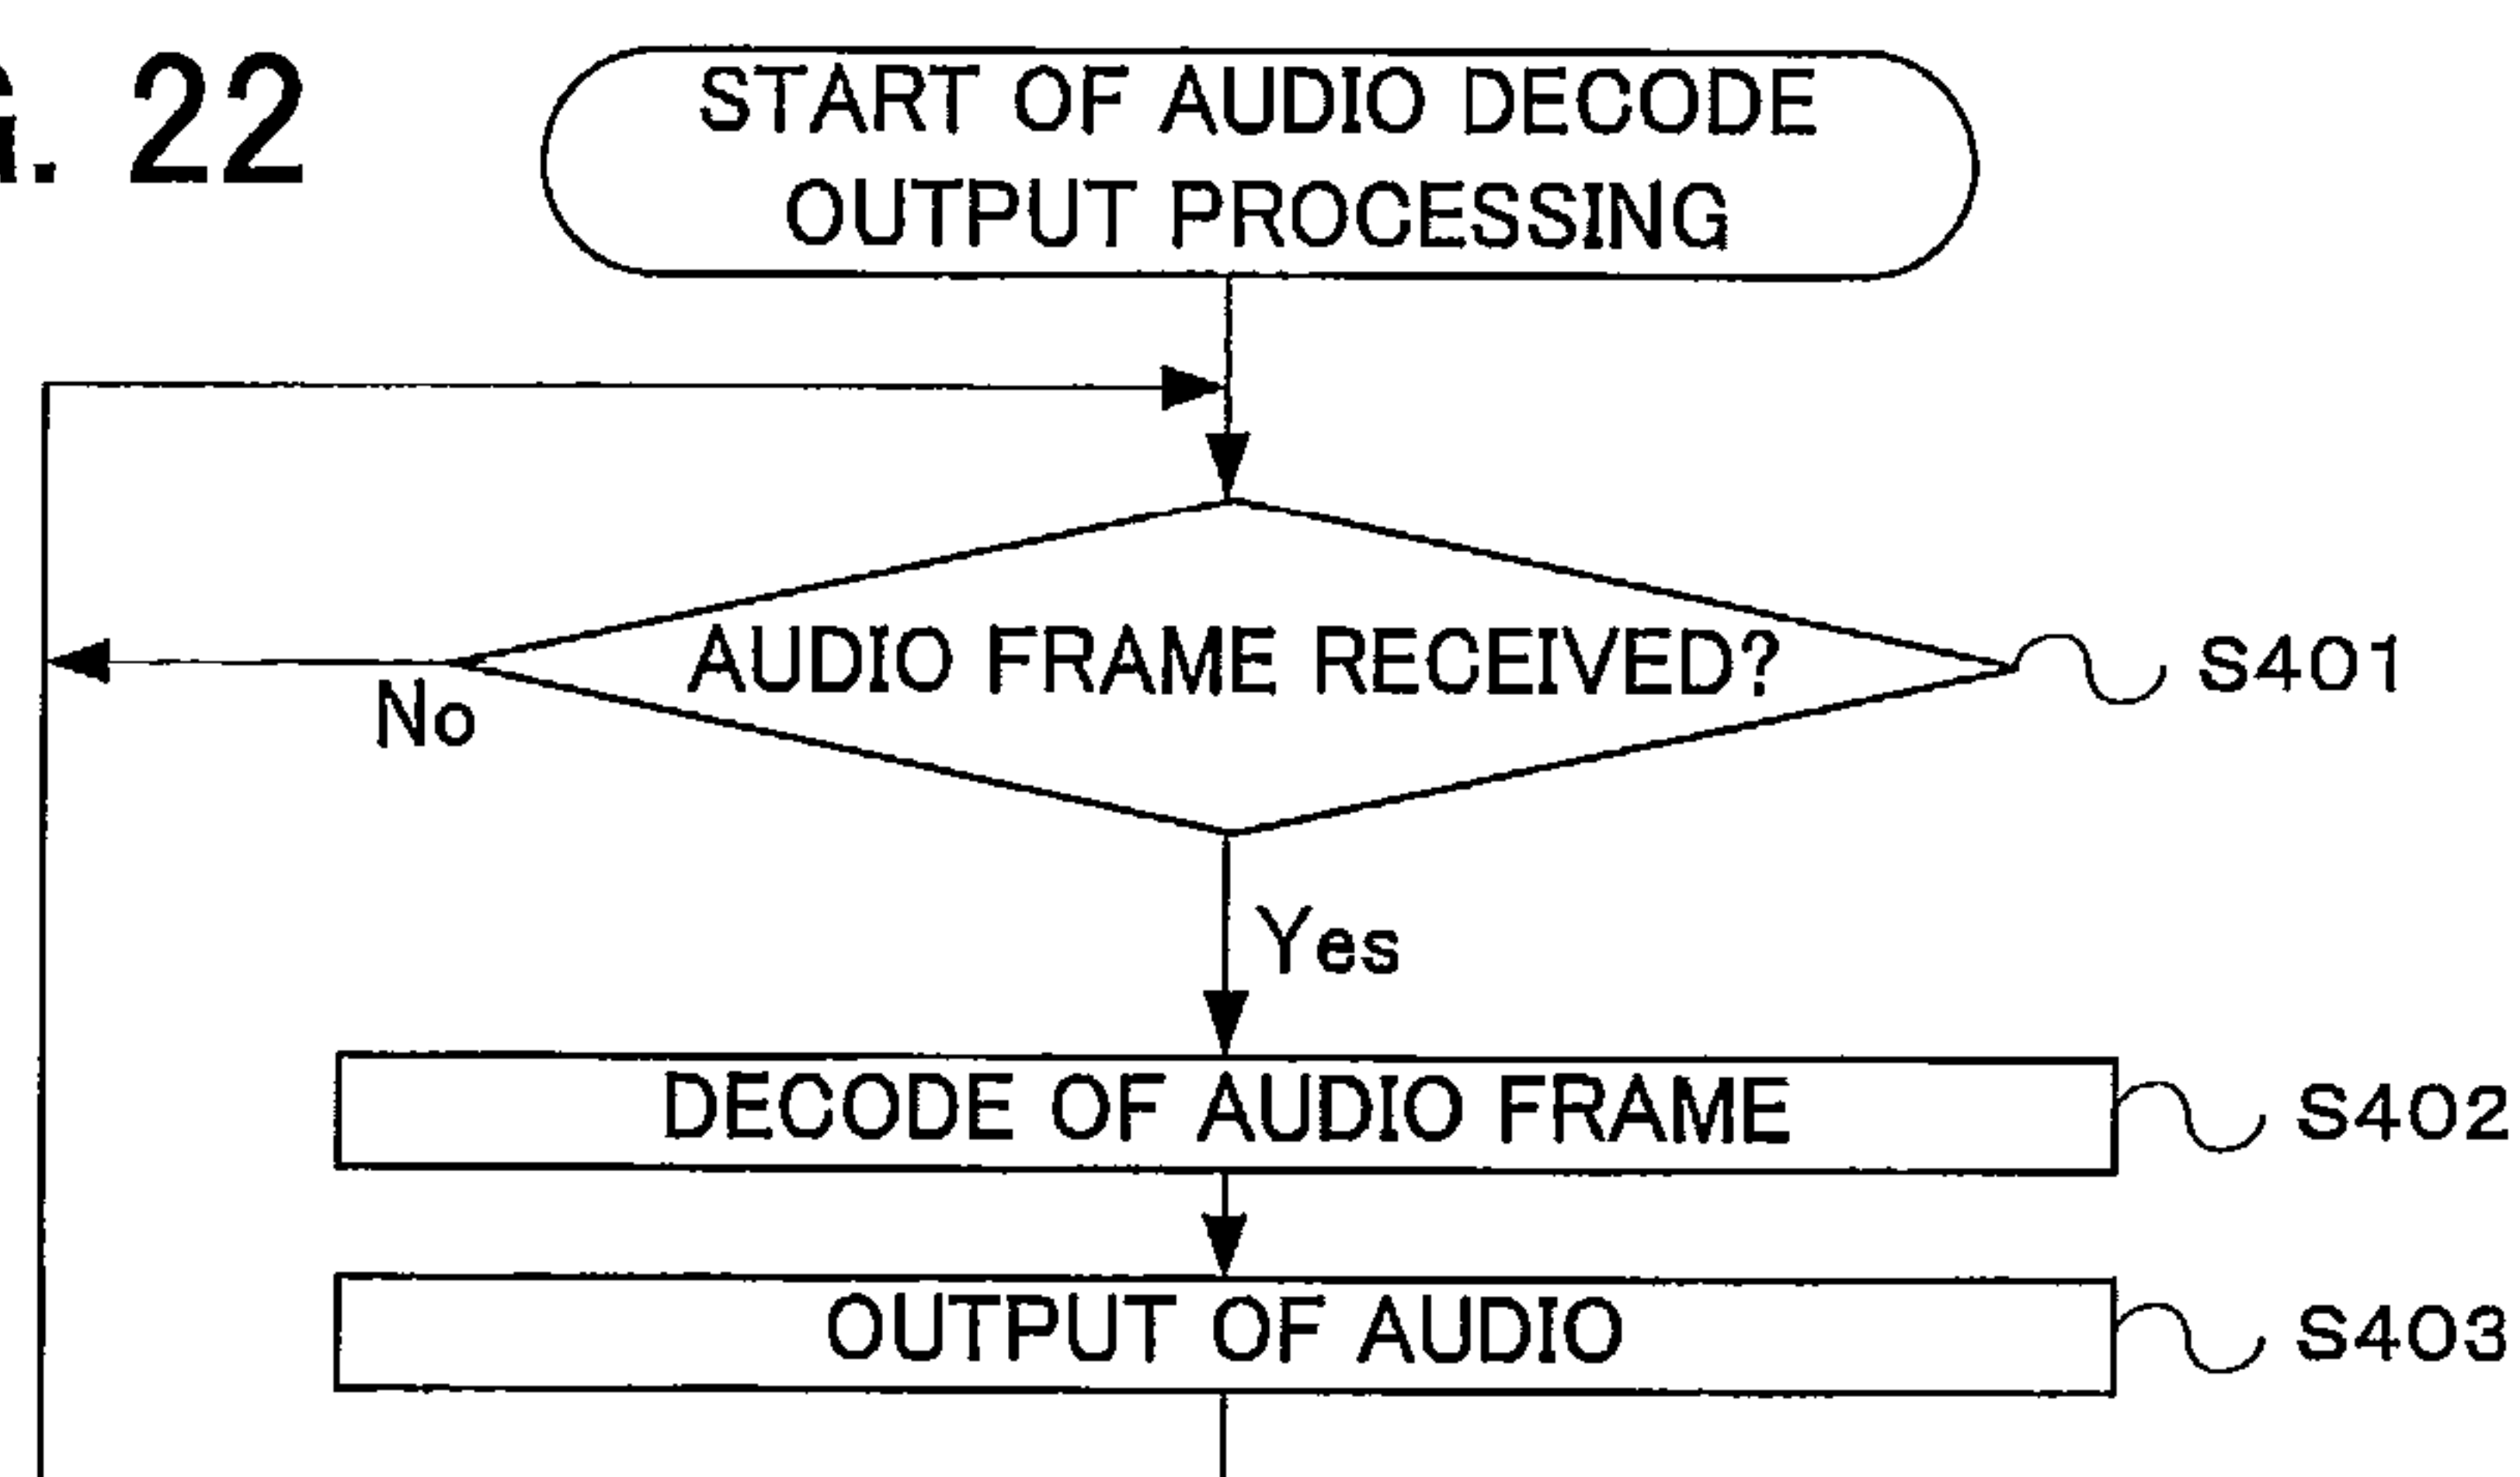 . 22
START OF AUDIO DECODE
OUTPUT PROCESSING
AUDIO FRAME RECEIVED?
S401
No
Yes
DECODE OF AUDIO FRAME
S402
OUTPUT OF AUDIO
S403